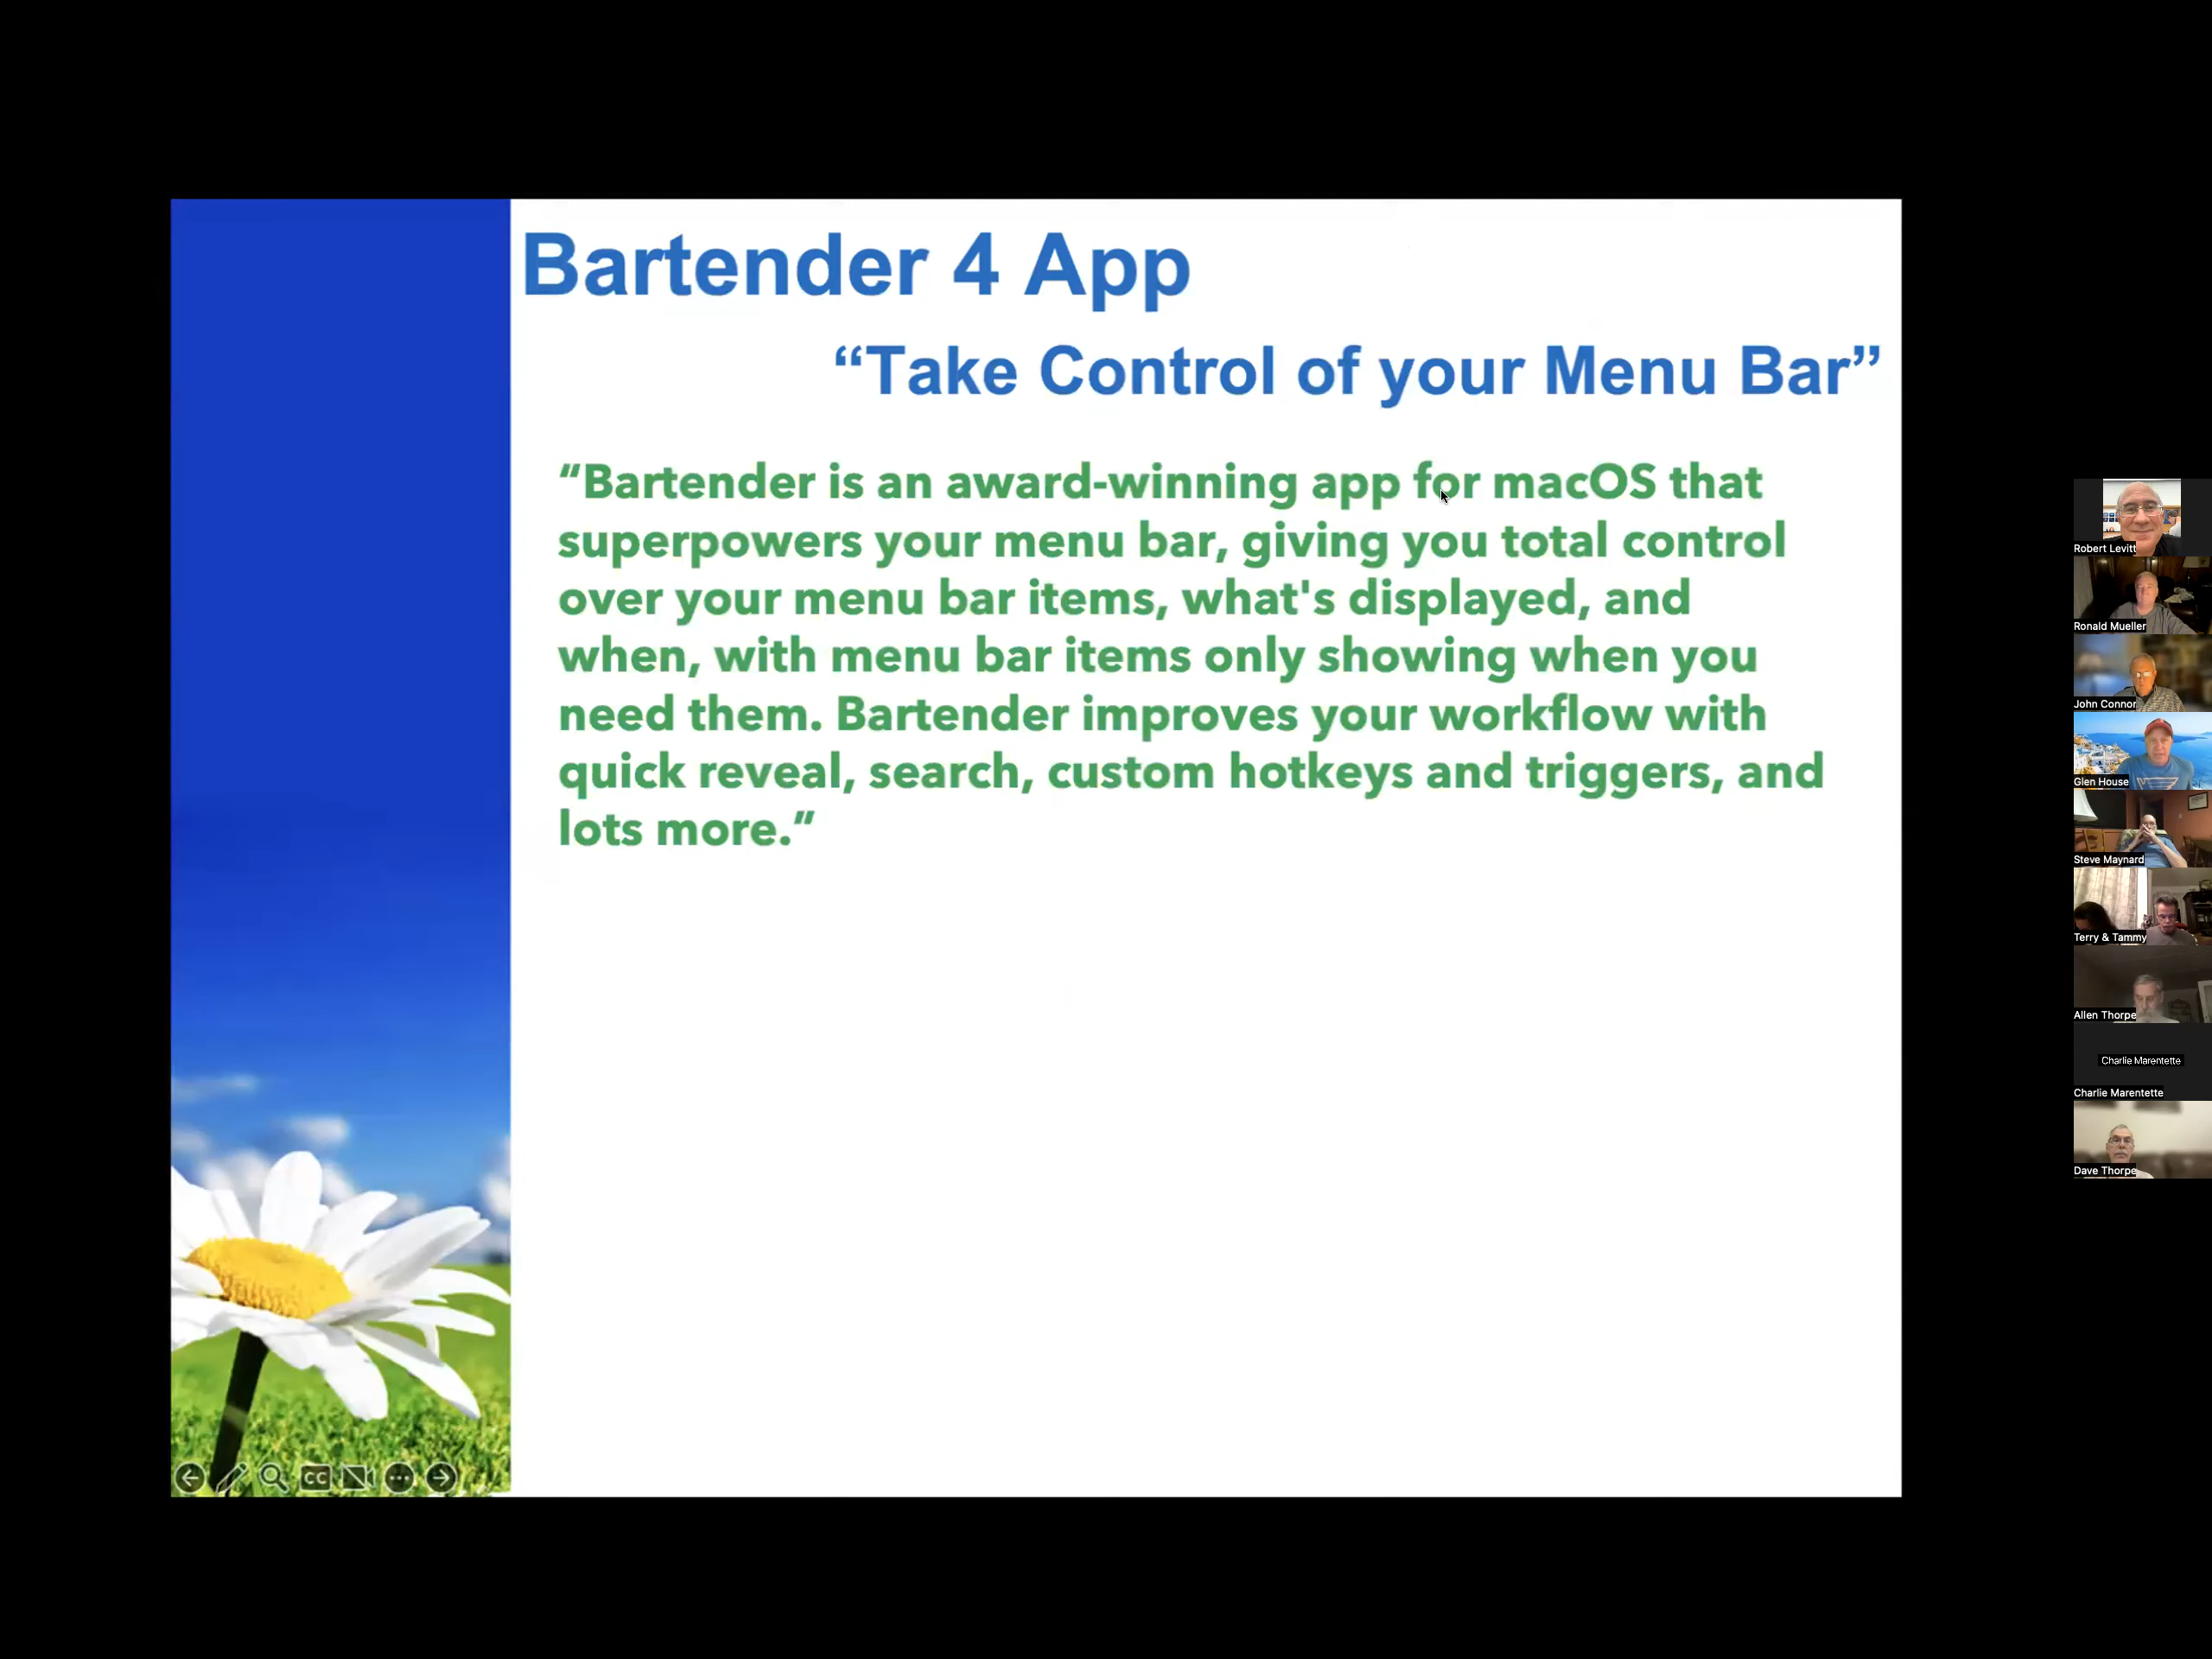 Bartender 4 App
“Take Control of your Menu Bar”
“Bartender is an award-winning app for macOS that
superpowers your menu bar, giving you total control
over your menu bar items, what's displayed, and
when, with menu bar items only showing when you
need them. Bartender improves your workflow with
quick reveal, search, custom hotkeys and triggers, and
lots more.”
CC
Robert Levitt
Ronald Mueller
John Connor
Glen House
Steve Maynard
Terry & Tammy
Allen Thorpe
Charlie Marentette
Charlie Marentette
Dave Thorpe